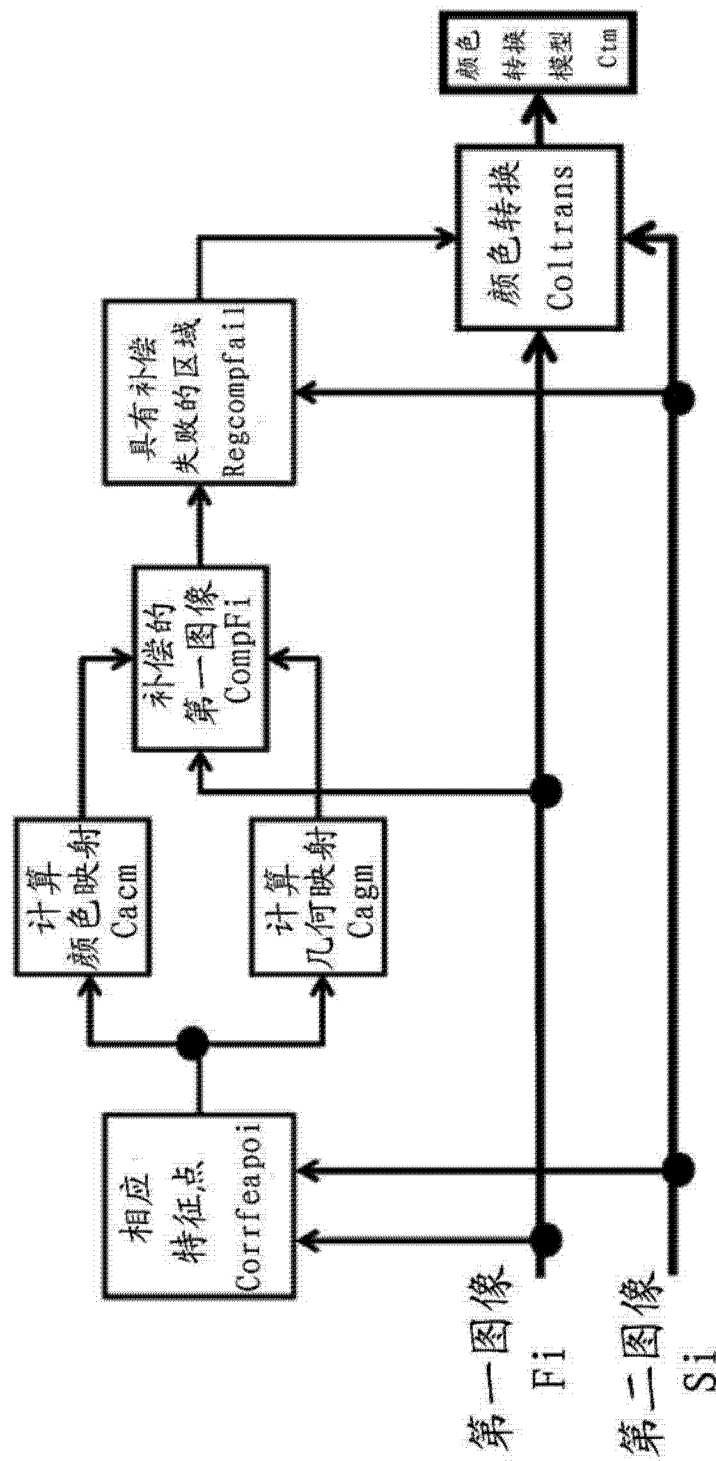 相应
特征点
Corrfeapoi
计算
颜色映射
Cacm
计算
几何映射
Cagm
补偿的
第一图像
CompFi
具有补偿
失败的区域
Regcompfail
颜色转换
Coltrans
颜色
转换
模型
Ctm
第一图像
Fi
第二图像
Si